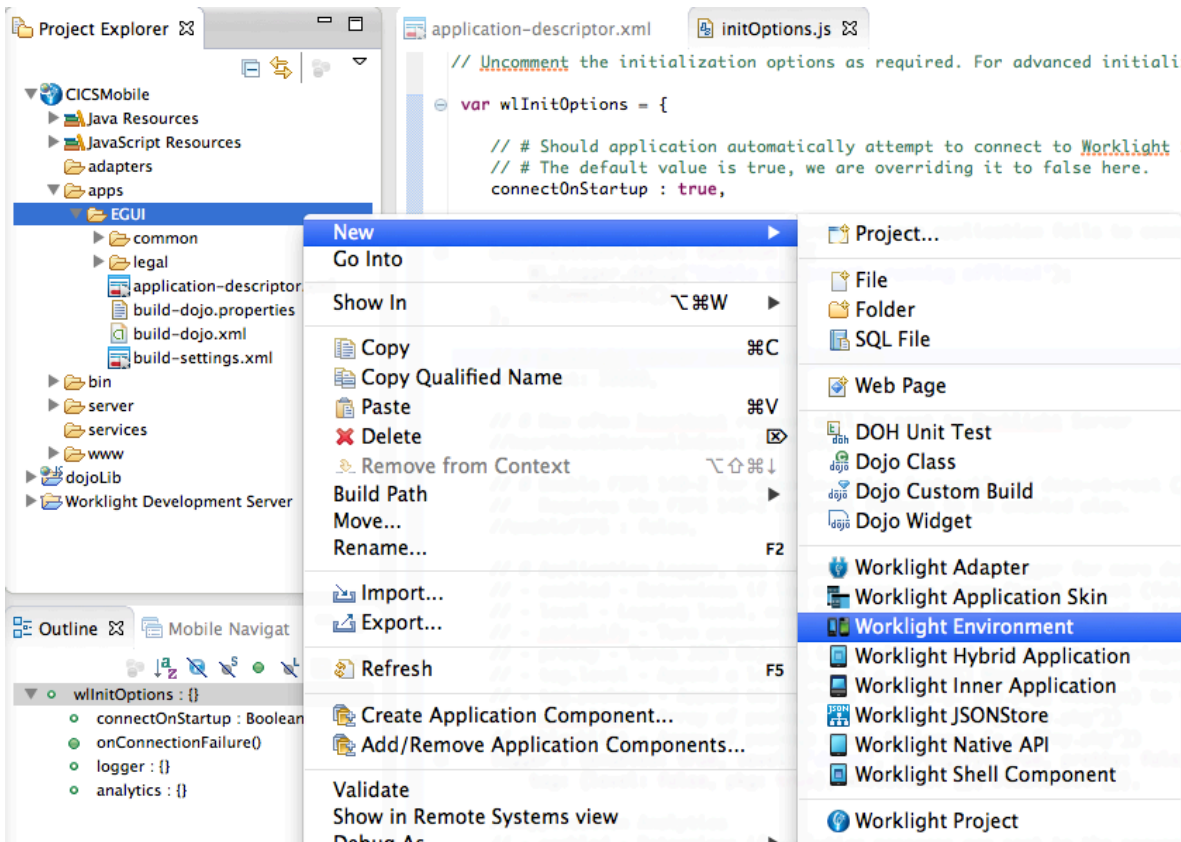 Project Explorer
application-descriptor.xml
initOptions.js
// Uncomment the initialization options as required. For advanced initiali
CICSMobile
var wlInitOptions = {
Java Resources
JavaScript Resources
// # Should application automatically attempt to connect to Worklight
adapters
// # The default value is true, we are overriding it to false here.
apps
connectOnStartup : true,
EGUI
common
legal
application-descriptor
build-dojo.properties
build-dojo.xml
build-settings.xml
bin
server
services
www
dojoLib
Worklight Development Server
New
Go Into
Show In ⌥⌘W
Copy ⌘C
Copy Qualified Name
Paste ⌘V
Delete ⌦
Remove from Context ⌥⇧⌘↓
Build Path
Move...
Rename... F2
Import...
Export...
Refresh F5
Create Application Component...
Add/Remove Application Components...
Validate
Show in Remote Systems view
Debug As
Project...
File
Folder
SQL File
Web Page
DOH Unit Test
Dojo Class
Dojo Custom Build
Dojo Widget
Worklight Adapter
Worklight Application Skin
Worklight Environment
Worklight Hybrid Application
Worklight Inner Application
Worklight JSONStore
Worklight Native API
Worklight Shell Component
Worklight Project
Outline
Mobile Navigat
wlInitOptions : {}
connectOnStartup : Boolean
onConnectionFailure()
logger : {}
analytics : {}